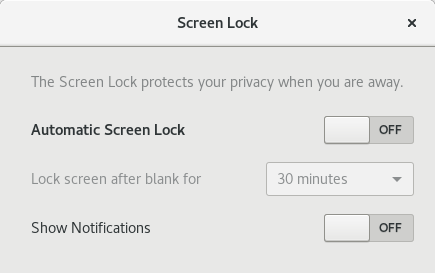 Screen Lock
The Screen Lock protects your privacy when you are away.
Automatic Screen Lock OFF
Lock screen after blank for 30 minutes
Show Notifications OFF